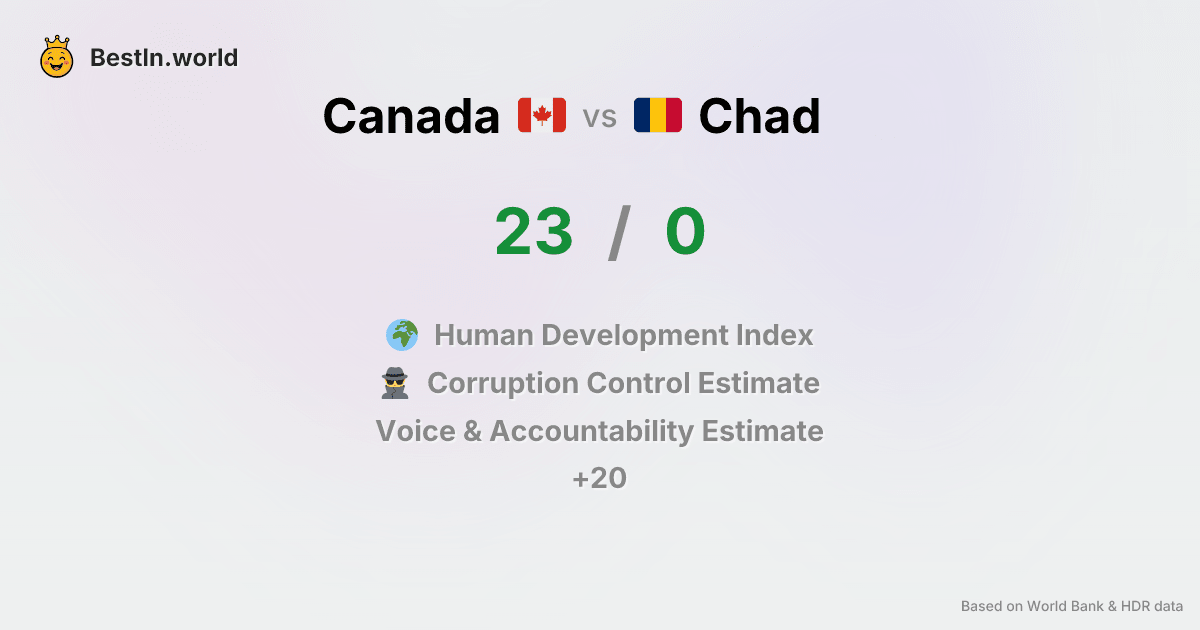 BestIn.world
Canada vs Chad
23 / 0
Human Development Index
Corruption Control Estimate
Voice & Accountability Estimate
+20
Based on World Bank & HDR data